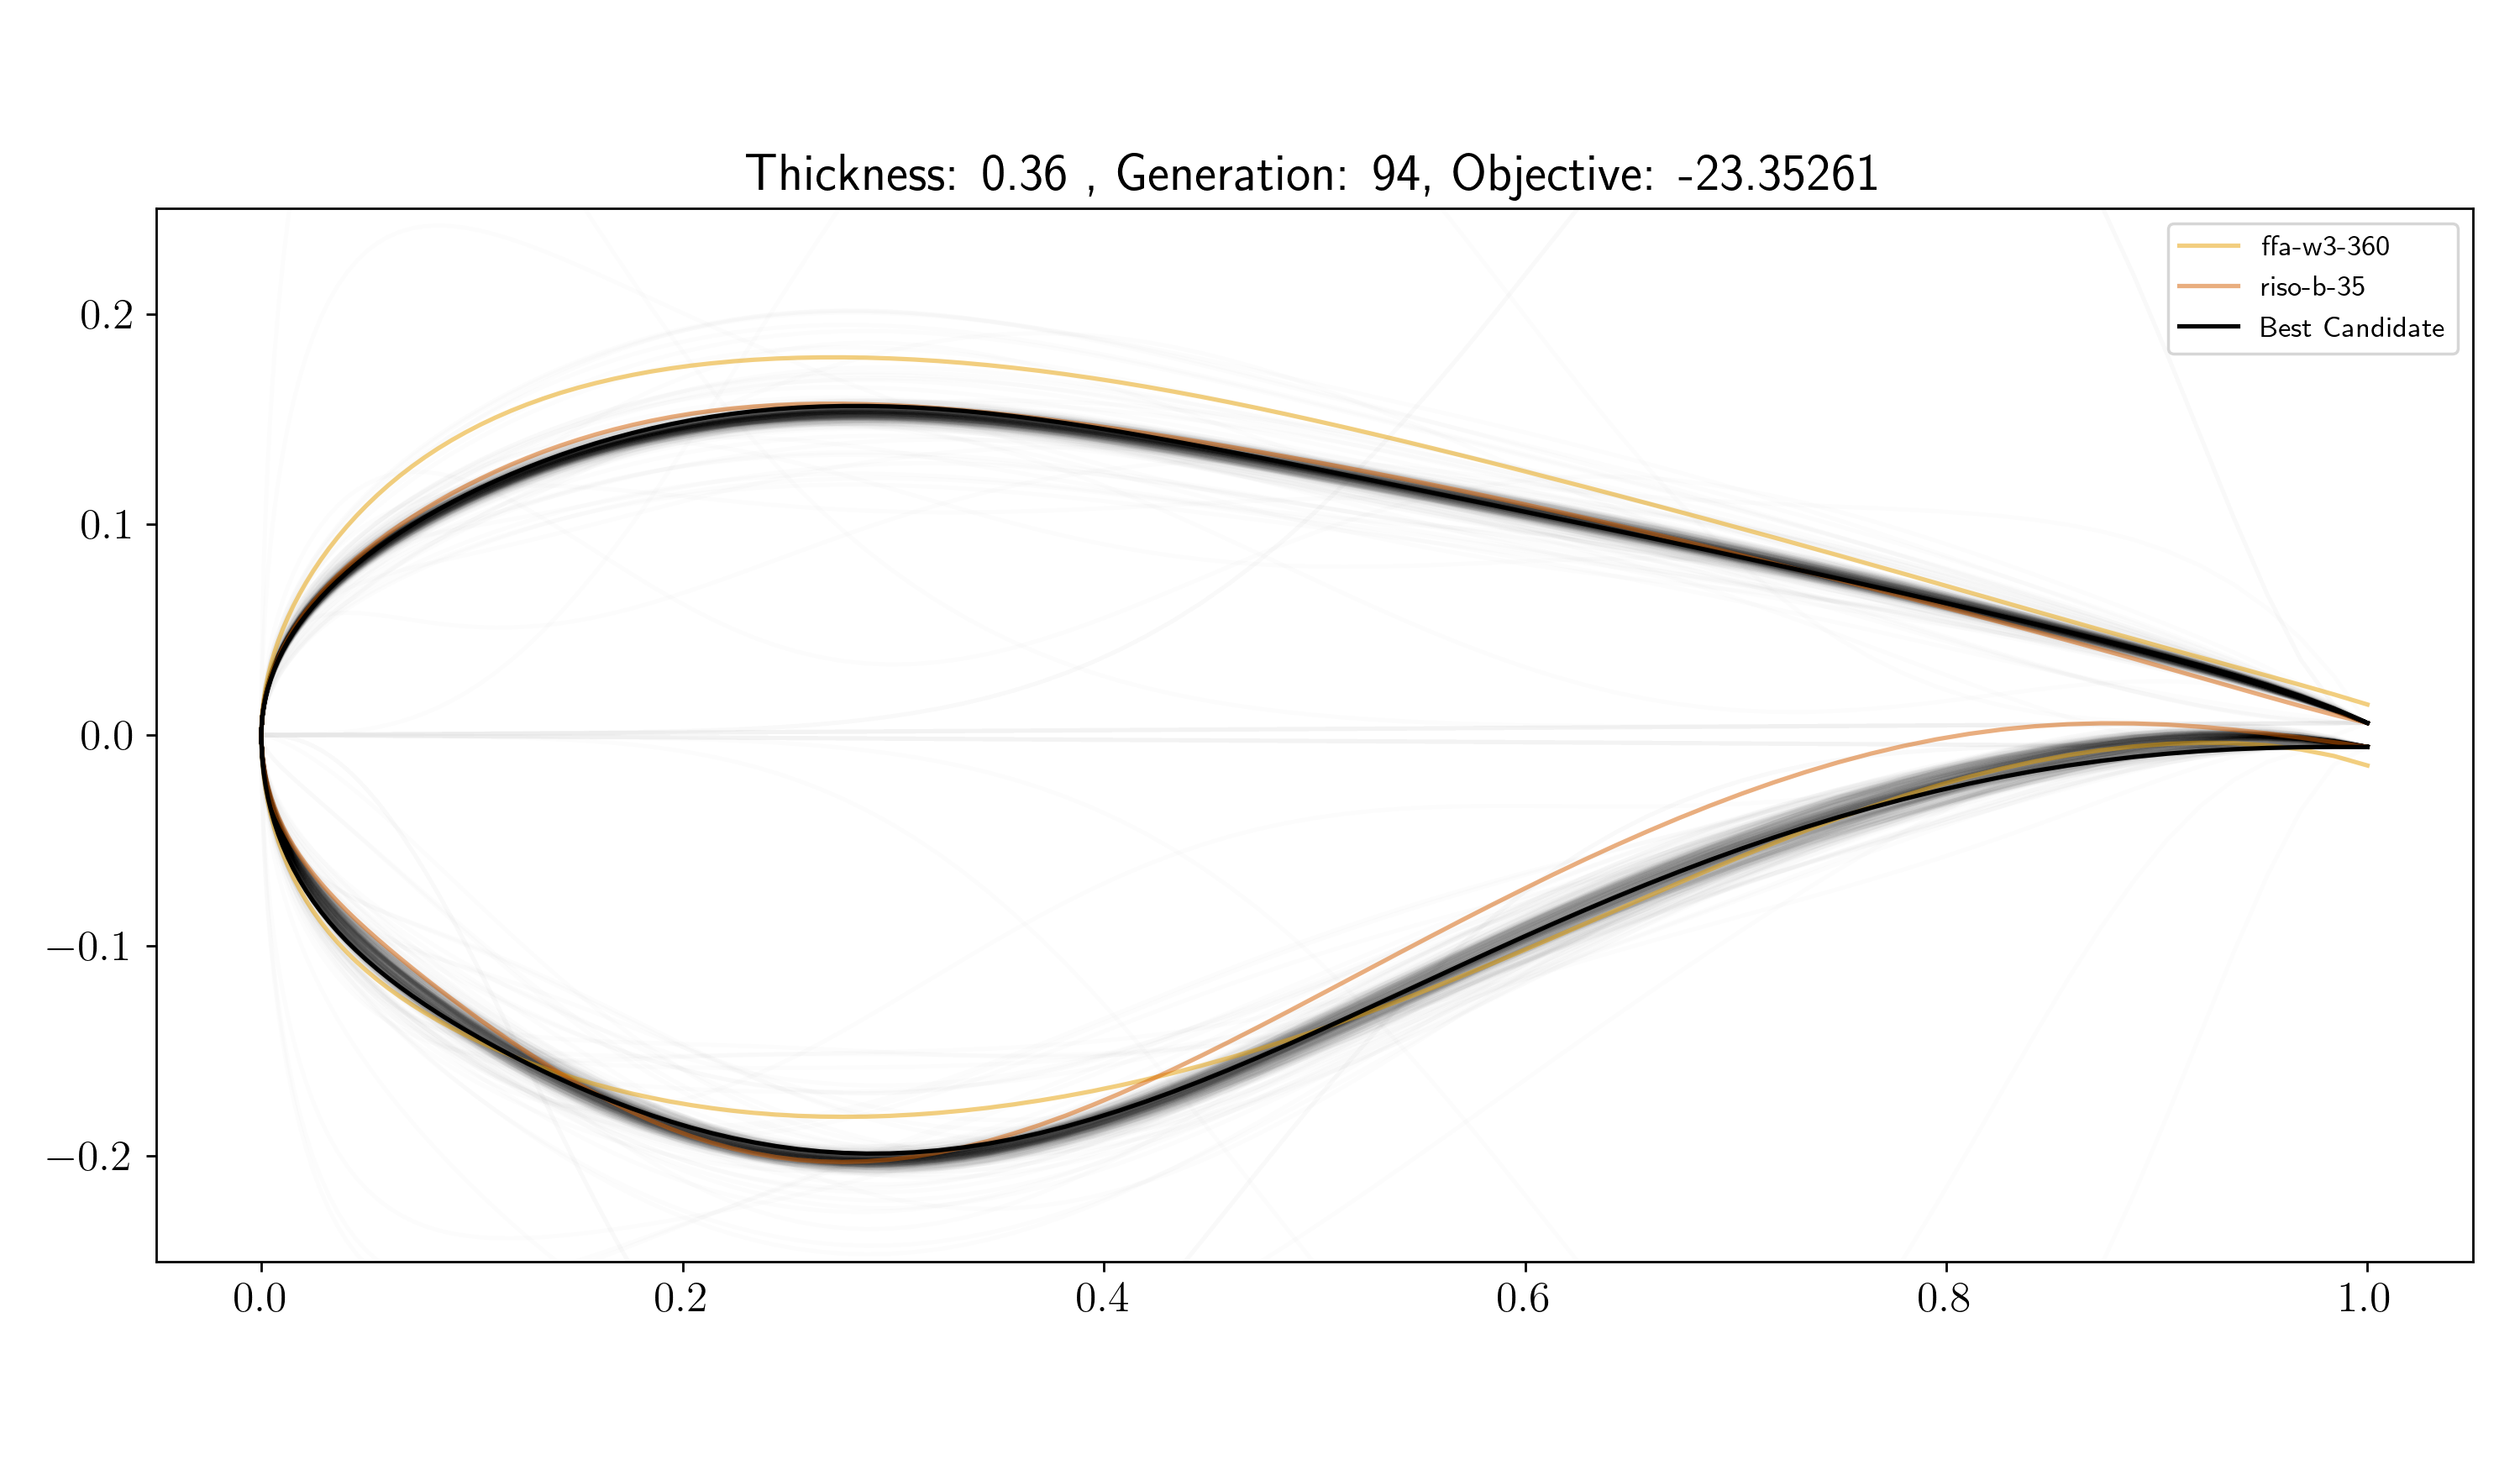 Thickness: 0.36 , Generation: 94, Objective: -23.35261
ffa-w3-360
riso-b-35
Best Candidate
0.2
0.1
0.0
−0.1
−0.2
0.0 0.2 0.4 0.6 0.8 1.0